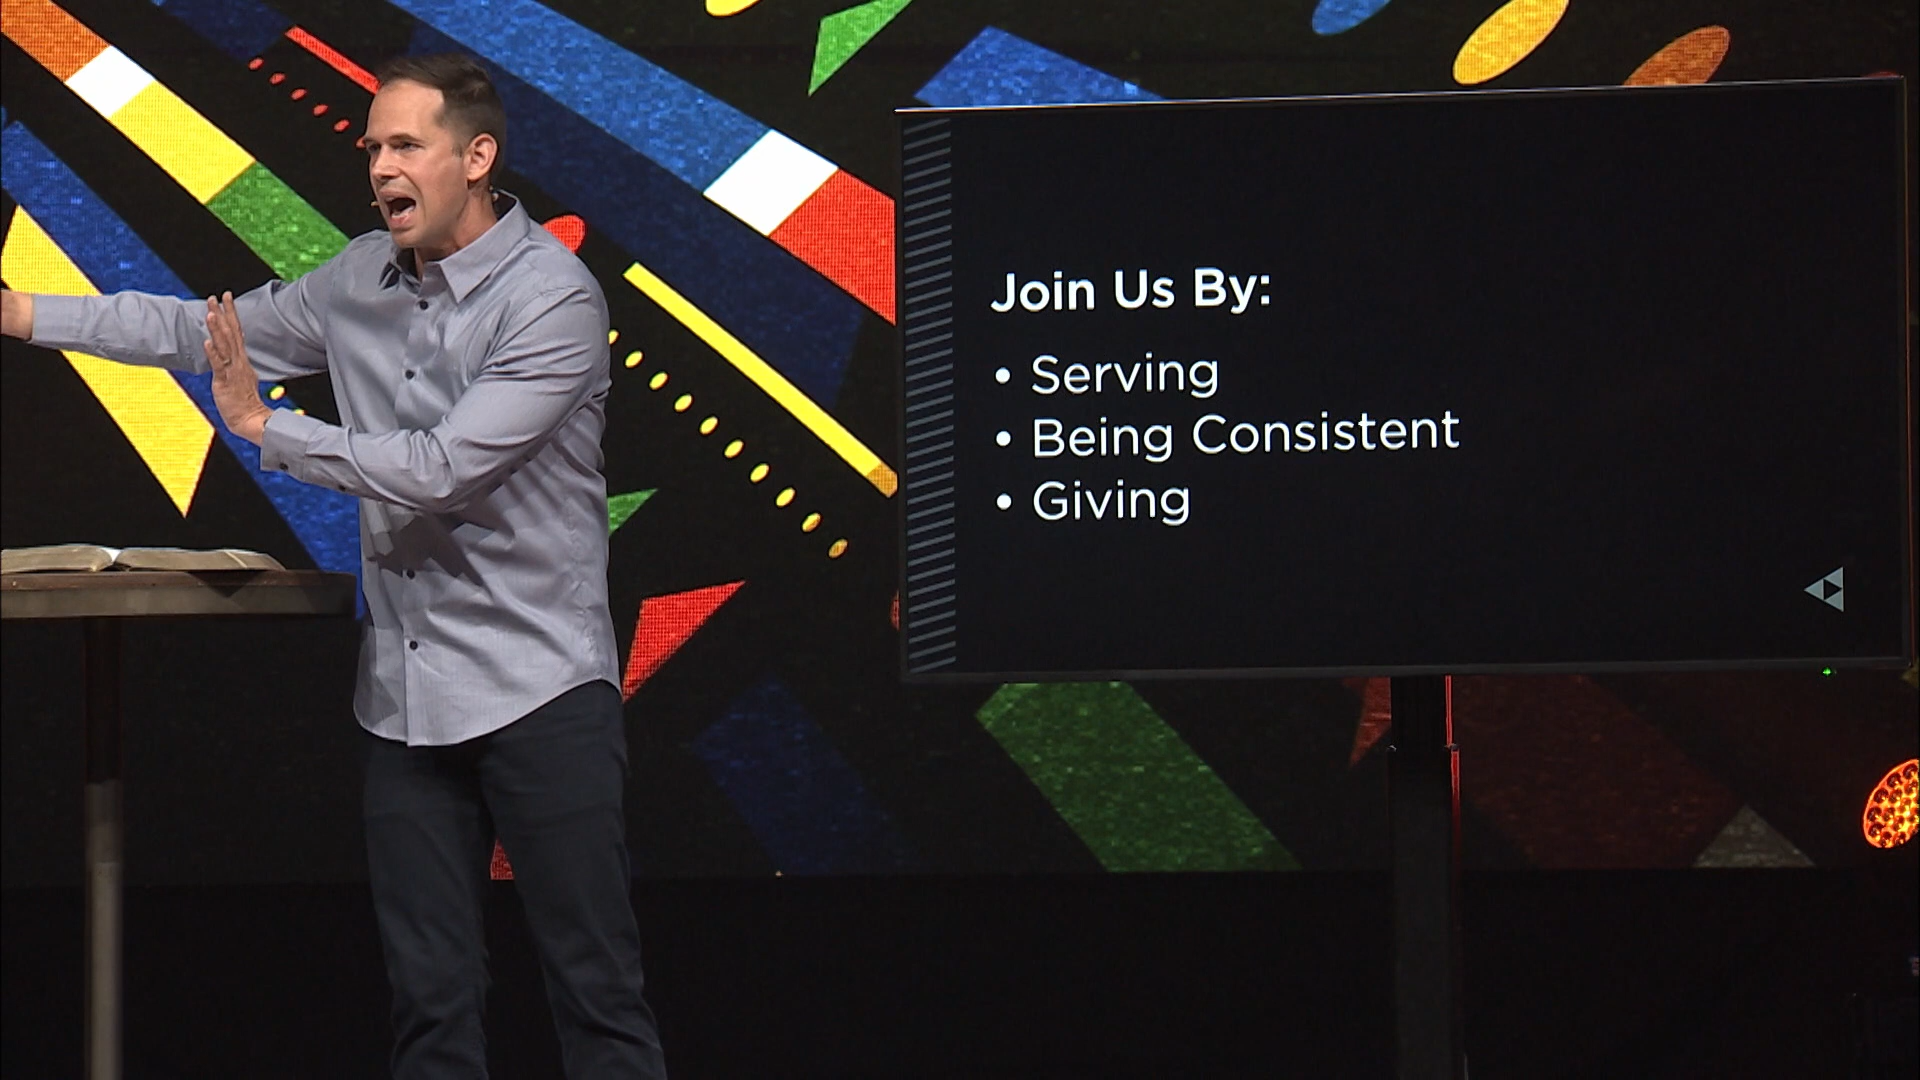 Join Us By:
• Serving
• Being Consistent
• Giving